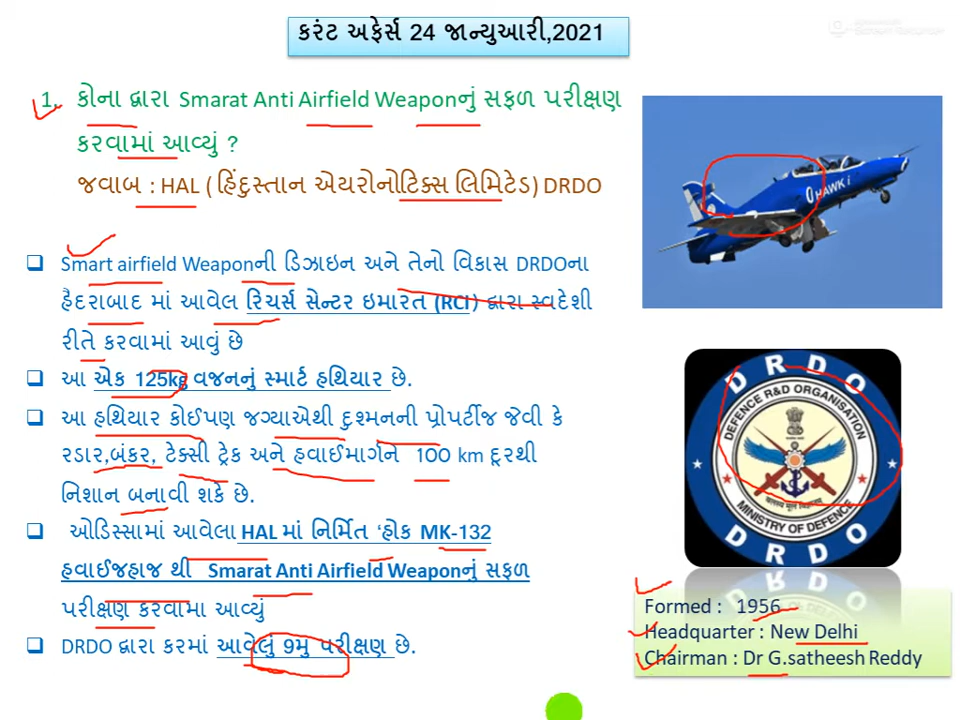 કરંટ અફેર્સ 24 જાન્યુઆરી,2021
1. કોના દ્વારા Smarat Anti Airfield Weaponનું સફળ પરીક્ષણ
કરવામાં આવ્યું ?
જવાબ : HAL ( હિંદુસ્તાન એયરોનોટિક્સ લિમિટેડ) DRDO
Smart airfield Weaponની ડિઝાઇન અને તેનો વિકાસ DRDOના
હૈદરાબાદ માં આવેલ રિચર્સ સેન્ટર ઇમારત (RCI) દ્વારા સ્વદેશી
રીતે કરવામાં આવું છે
આ એક 125kg વજનનું સ્માર્ટ હથિયાર છે.
આ હથિયાર કોઈપણ જગ્યાએથી દુશ્મનની પ્રોપર્ટીજ જેવી કે
રડાર,બંકર, ટેક્સી ટ્રેક અને હવાઈમાર્ગને 100 km દૂરથી
નિશાન બનાવી શકે છે.
ઓડિસ્સામાં આવેલા HAL માં નિર્મિત ‘હોક MK-132
હવાઈજહાજ થી Smarat Anti Airfield Weaponનું સફળ
પરીક્ષણ કરવામા આવ્યું
DRDO દ્વારા કરમાં આવેલું 9મુ પરીક્ષણ છે.
HAWK i
DRDO
DEFENCE R&D ORGANISATION
MINISTRY OF DEFENCE
DRDO
Formed : 1956
Headquarter : New Delhi
Chairman : Dr G.satheesh Reddy